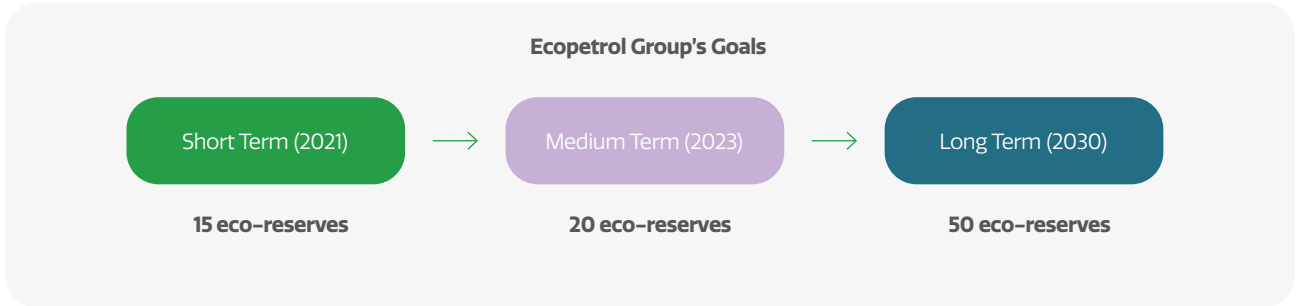 Ecopetrol Group's Goals
Short Term (2021)
Medium Term (2023)
Long Term (2030)
15 eco-reserves
20 eco-reserves
50 eco-reserves